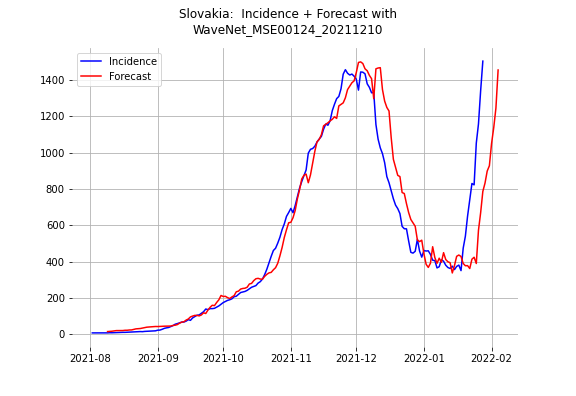 Slovakia:  Incidence + Forecast with
WaveNet_MSE00124_20211210
Incidence
Forecast
1400
1200
1000
800
600
400
200
0
2021-08 2021-09 2021-10 2021-11 2021-12 2022-01 2022-02